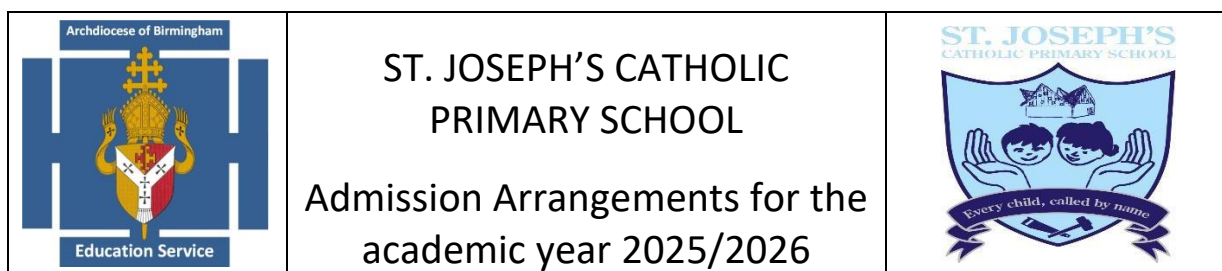 Archdiocese of Birmingham
Education Service
ST. JOSEPH’S CATHOLIC
PRIMARY SCHOOL
Admission Arrangements for the
academic year 2025/2026
ST. JOSEPH'S
CATHOLIC PRIMARY SCHOOL
Every child, called by name